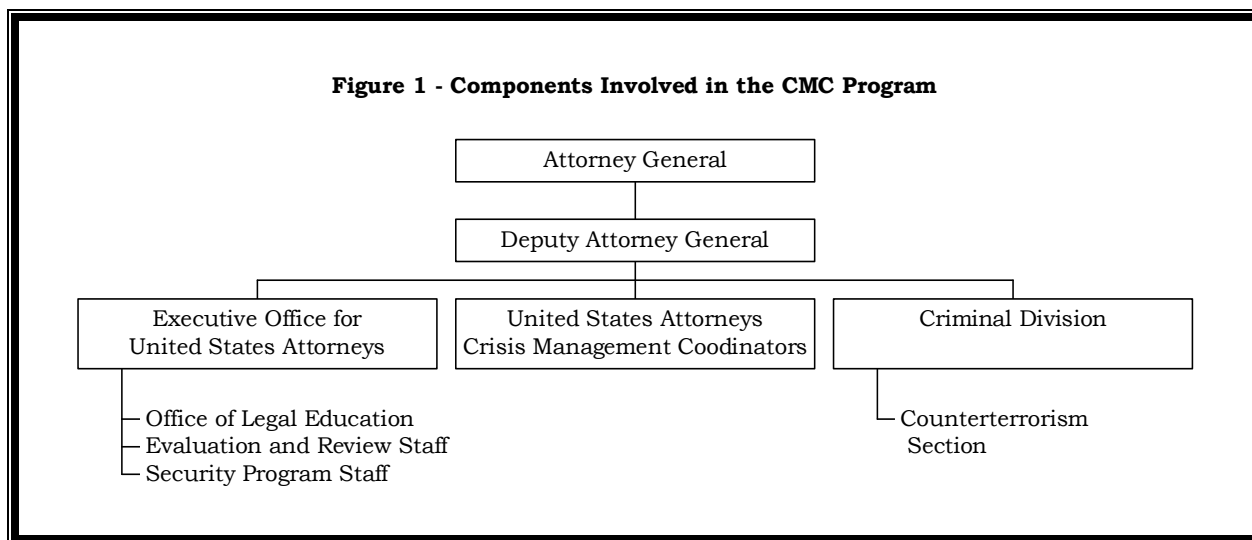 Figure 1 - Components Involved in the CMC Program
Attorney General
Deputy Attorney General
Executive Office for
United States Attorneys
United States Attorneys
Crisis Management Coodinators
Criminal Division
Office of Legal Education
Evaluation and Review Staff
Security Program Staff
Counterterrorism
Section